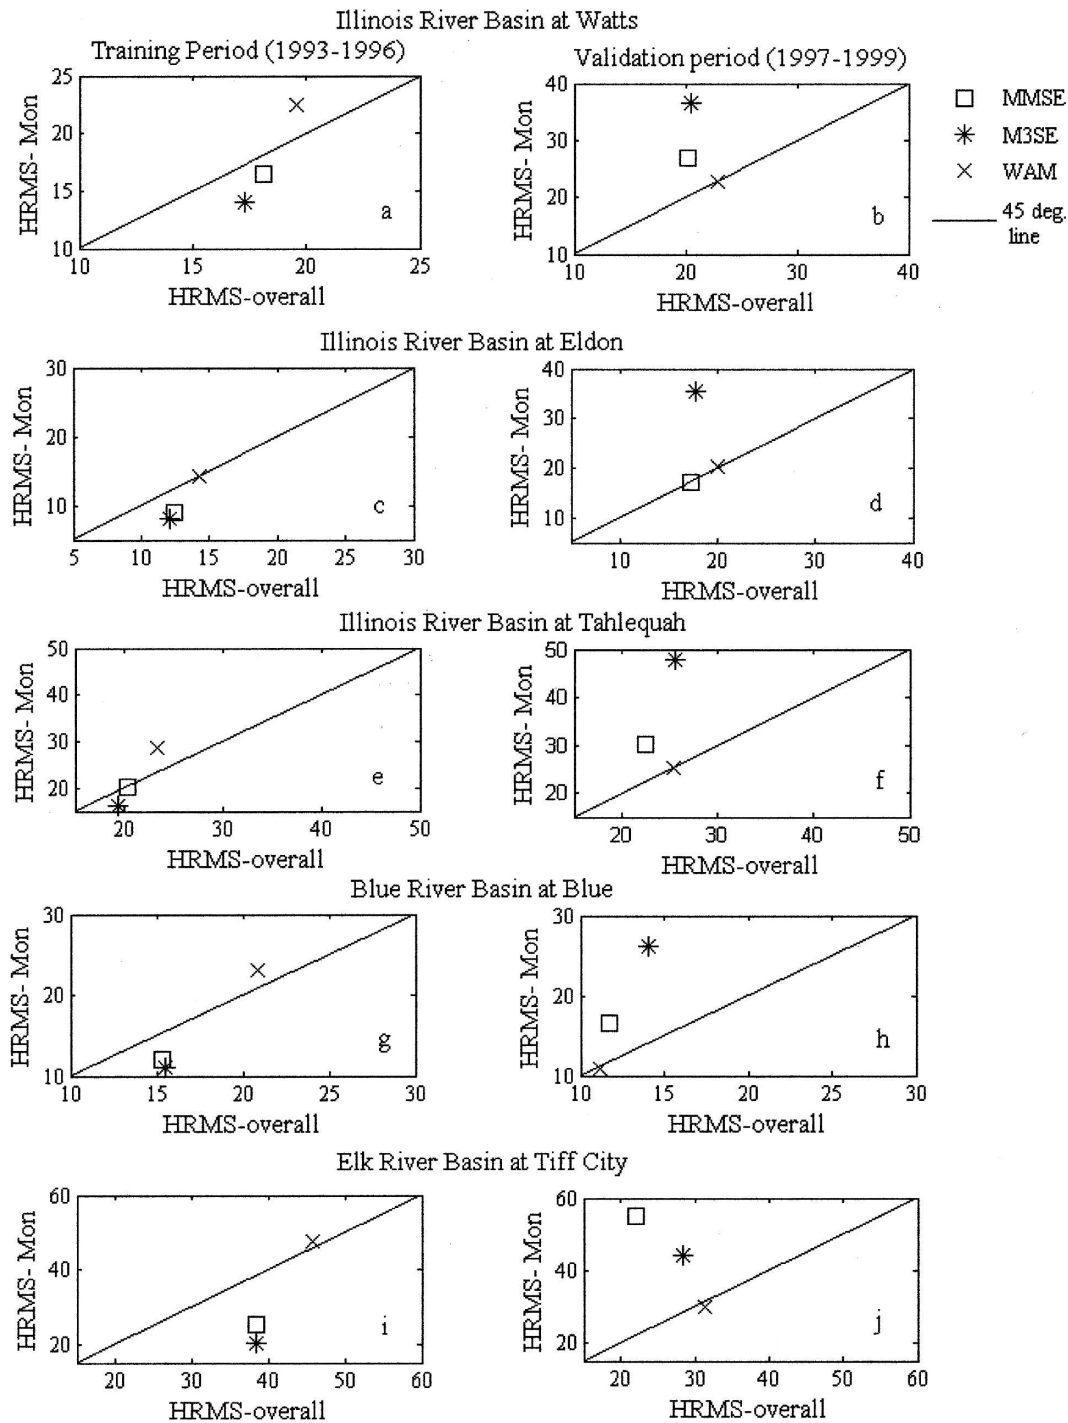 Illinois River Basin at Watts
Training Period (1993-1996)
Validation period (1997-1999)
25
20
15
10
10
15
20
25
HRMS- Mon
HRMS-overall
a
40
30
20
10
10
20
30
40
HRMS- Mon
HRMS-overall
b
MMSE
M3SE
WAM
45 deg.
line
Illinois River Basin at Eldon
30
20
10
5
10
15
20
25
30
HRMS- Mon
HRMS-overall
c
40
30
20
10
10
20
30
40
HRMS- Mon
HRMS-overall
d
Illinois River Basin at Tahlequah
50
40
30
20
20
30
40
50
HRMS- Mon
HRMS-overall
e
50
40
30
20
20
30
40
50
HRMS- Mon
HRMS-overall
f
Blue River Basin at Blue
30
20
10
10
15
20
25
30
HRMS- Mon
HRMS-overall
g
30
20
10
10
15
20
25
30
HRMS- Mon
HRMS-overall
h
Elk River Basin at Tiff City
60
40
20
20
30
40
50
60
HRMS- Mon
HRMS-overall
i
60
40
20
20
30
40
50
60
HRMS- Mon
HRMS-overall
j